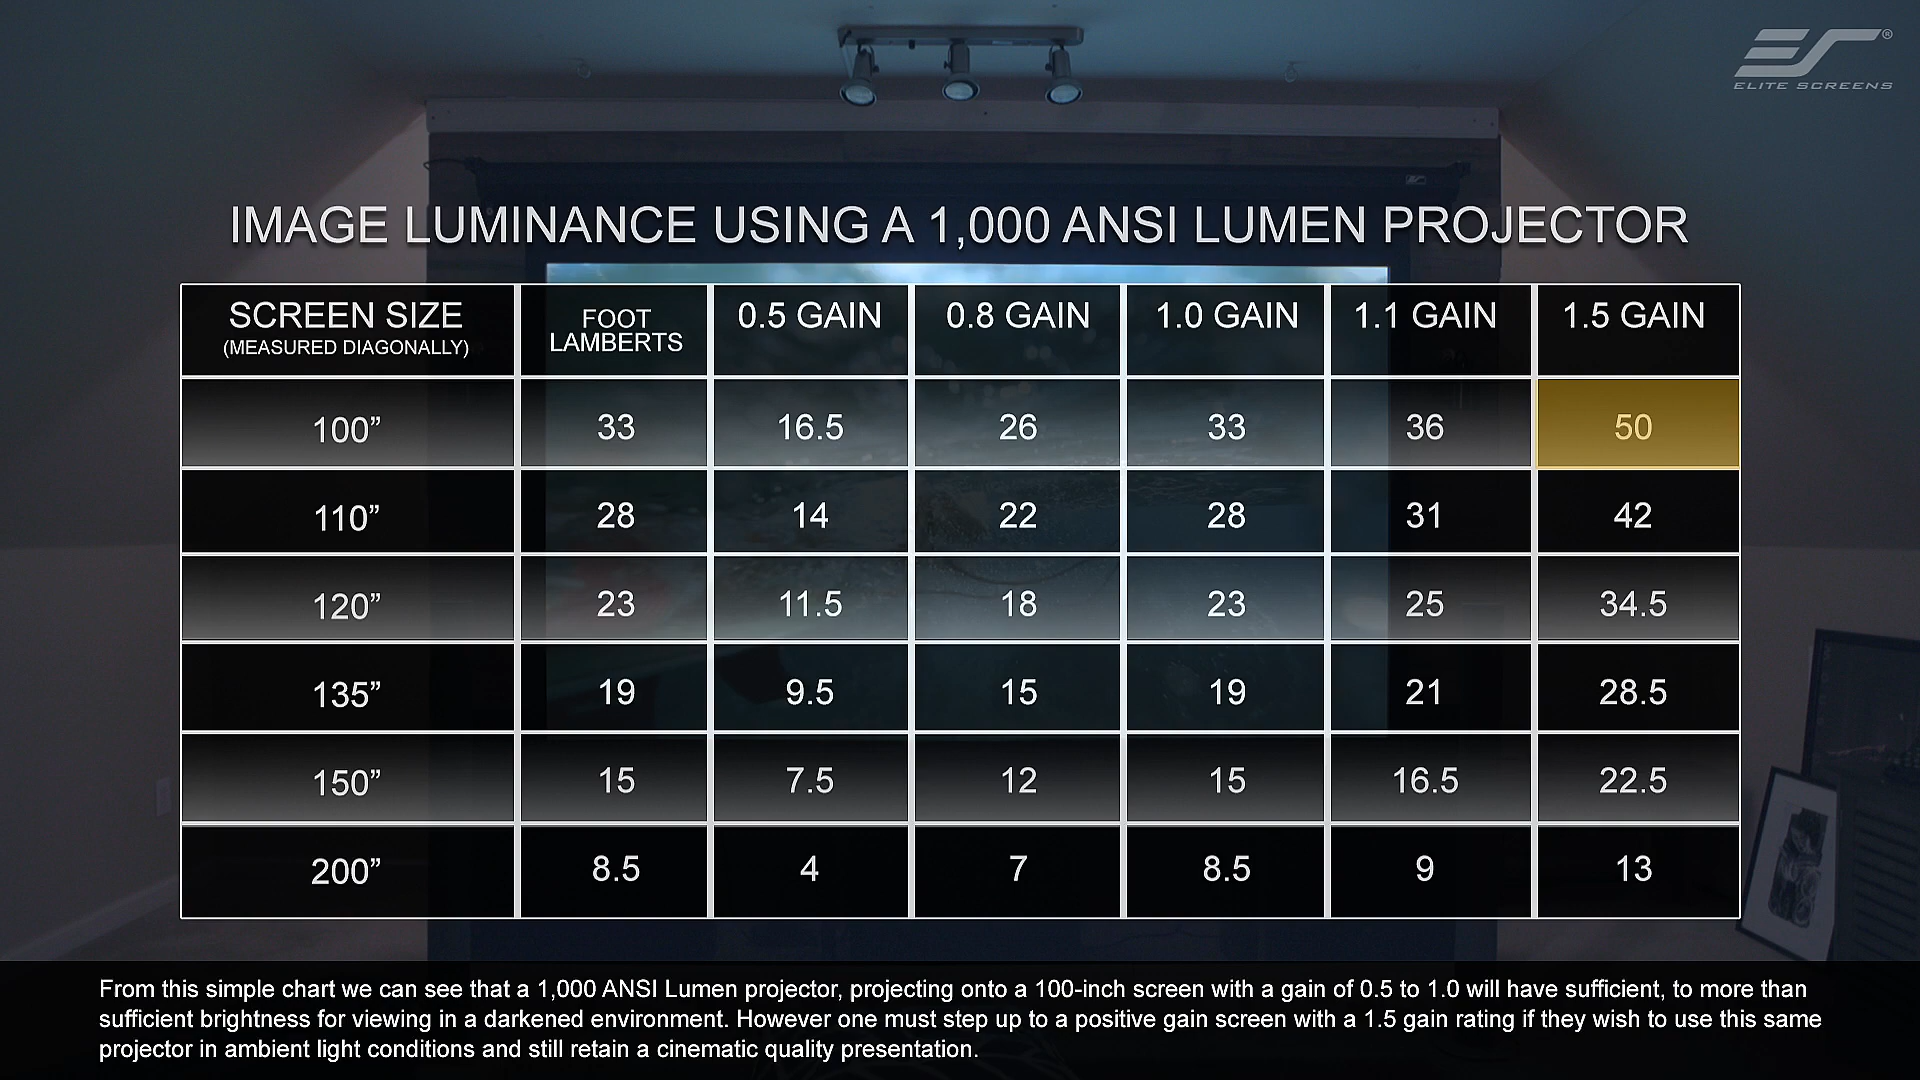 ELITE SCREENS
IMAGE LUMINANCE USING A 1,000 ANSI LUMEN PROJECTOR
SCREEN SIZE (MEASURED DIAGONALLY) FOOT LAMBERTS 0.5 GAIN 0.8 GAIN 1.0 GAIN 1.1 GAIN 1.5 GAIN
100” 33 16.5 26 33 36 50
110” 28 14 22 28 31 42
120” 23 11.5 18 23 25 34.5
135” 19 9.5 15 19 21 28.5
150” 15 7.5 12 15 16.5 22.5
200” 8.5 4 7 8.5 9 13
From this simple chart we can see that a 1,000 ANSI Lumen projector, projecting onto a 100-inch screen with a gain of 0.5 to 1.0 will have sufficient, to more than
sufficient brightness for viewing in a darkened environment. However one must step up to a positive gain screen with a 1.5 gain rating if they wish to use this same
projector in ambient light conditions and still retain a cinematic quality presentation.